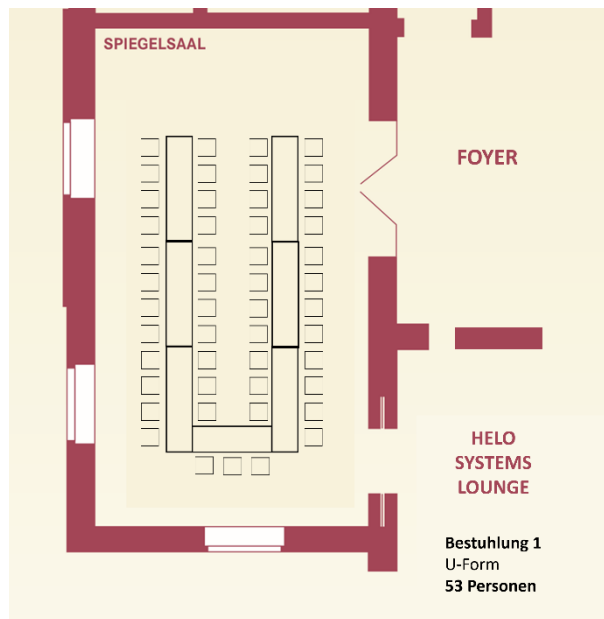 SPIEGELSAAL
FOYER
HELO
SYSTEMS
LOUNGE
Bestuhlung 1
U-Form
53 Personen